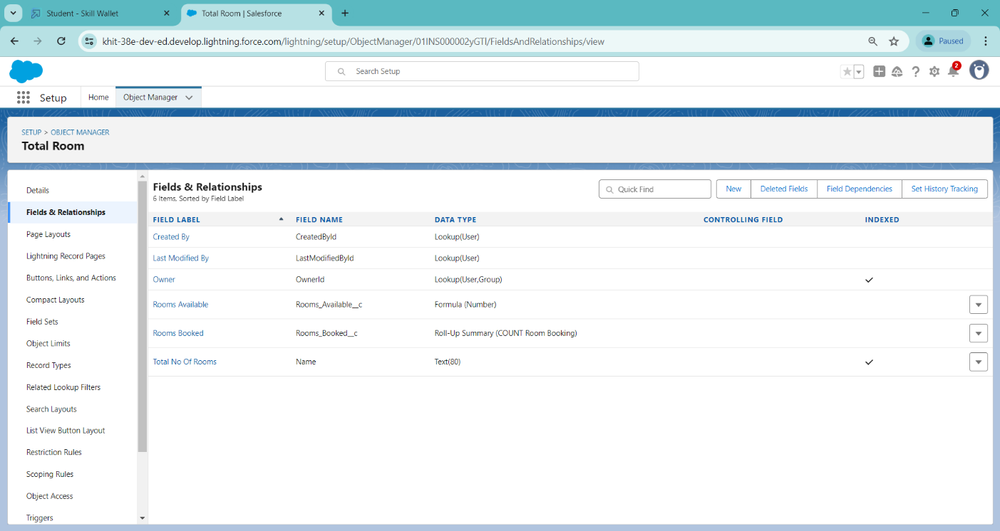 Student - Skill Wallet
Total Room | Salesforce
khit-38e-dev-ed.develop.lightning.force.com/lightning/setup/ObjectManager/01INS000002yGTl/FieldsAndRelationships/view
Paused
Search Setup
2
Setup
Home
Object Manager
SETUP > OBJECT MANAGER
Total Room
Details
Fields & Relationships
Page Layouts
Lightning Record Pages
Buttons, Links, and Actions
Compact Layouts
Field Sets
Object Limits
Record Types
Related Lookup Filters
Search Layouts
List View Button Layout
Restriction Rules
Scoping Rules
Object Access
Triggers
Fields & Relationships
6 Items, Sorted by Field Label
Quick Find
New
Deleted Fields
Field Dependencies
Set History Tracking
FIELD LABEL FIELD NAME DATA TYPE CONTROLLING FIELD INDEXED
Created By CreatedById Lookup(User)
Last Modified By LastModifiedById Lookup(User)
Owner OwnerId Lookup(User,Group)
Rooms Available Rooms_Available__c Formula (Number)
Rooms Booked Rooms_Booked__c Roll-Up Summary (COUNT Room Booking)
Total No Of Rooms Name Text(80)